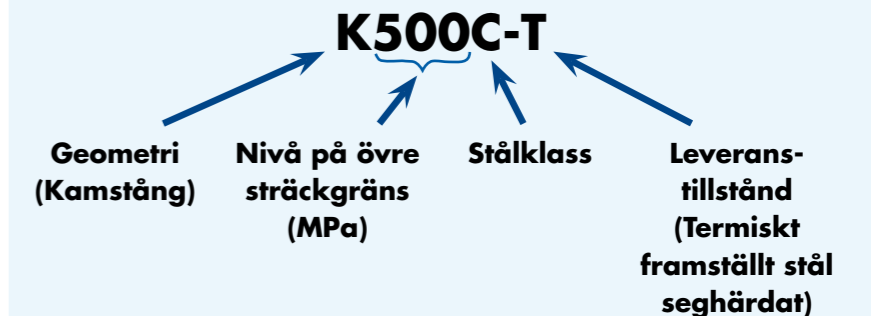 K500C-T
Geometri
(Kamstång)
Nivå på övre
sträckgräns
(MPa)
Stålklass
Leverans-
tillstånd
(Termiskt
framställt stål
seghärdat)